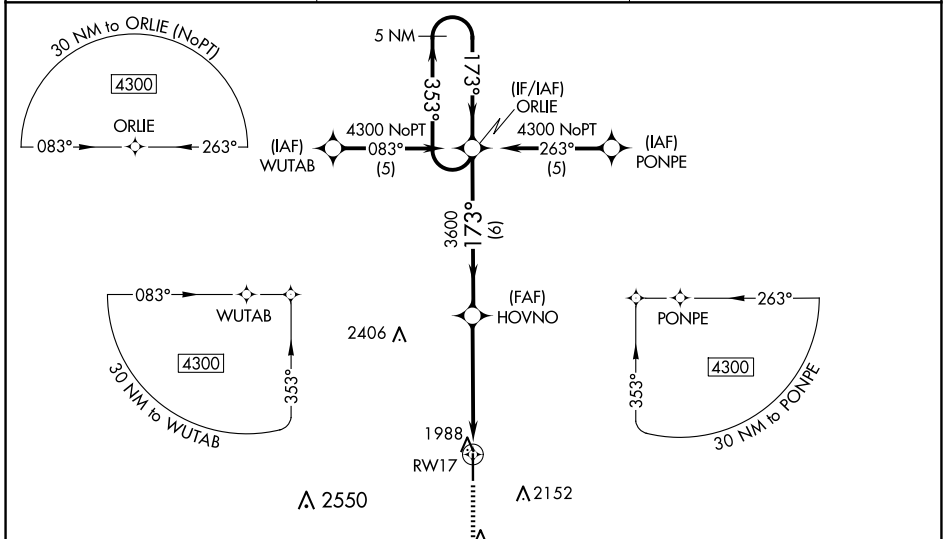 30 NM to ORLIE (NoPT)
4300
ORLIE
083°
263°
5 NM
353°
173°
(IF/IAF)
ORLIE
(IAF)
WUTAB
4300 NoPT
083°
(5)
4300 NoPT
263°
(5)
(IAF)
PONPE
3600
173°
(6)
(FAF)
HOVNO
083°
WUTAB
4300
353°
30 NM to WUTAB
2406
263°
PONPE
4300
353°
30 NM to PONPE
1988
RW17
2550
2152